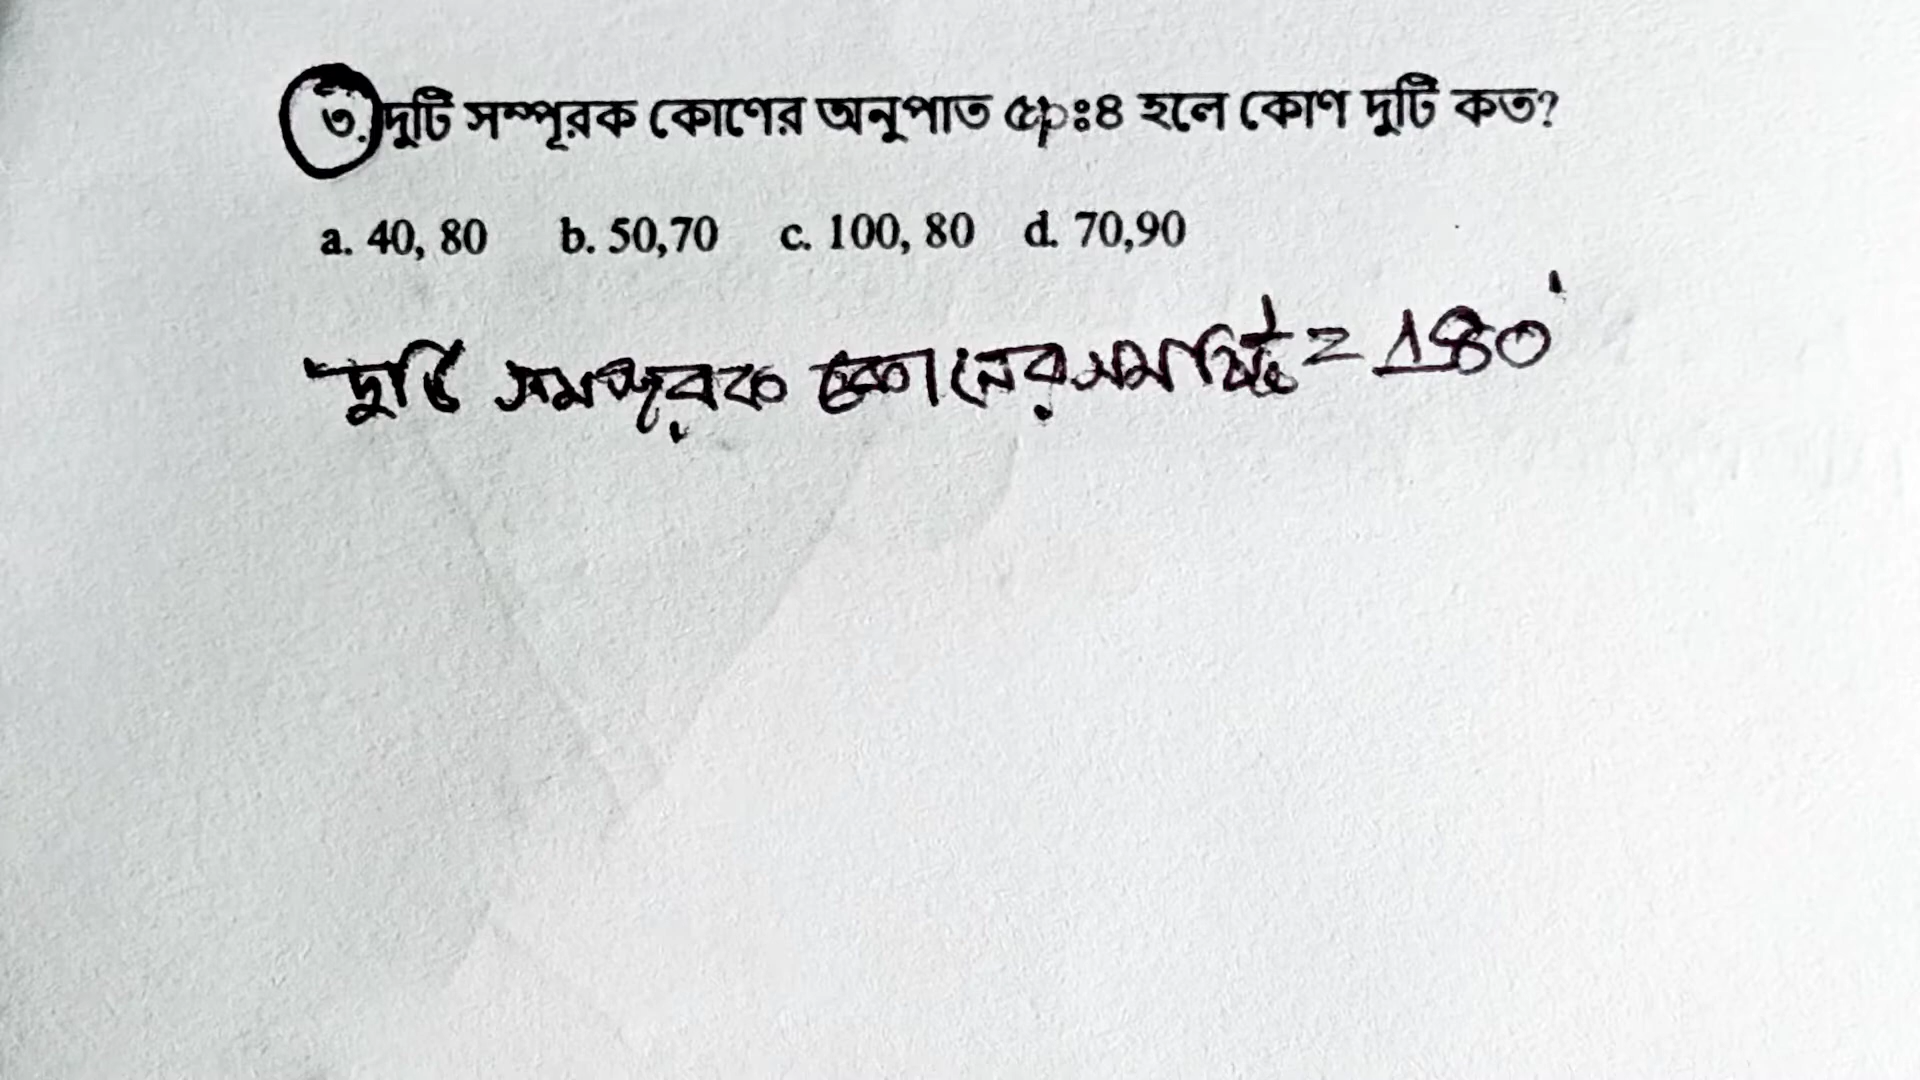 ৩. দুটি সম্পূরক কোণের অনুপাত ৫ঃ৪ হলে কোণ দুটি কত?
a. 40, 80 b. 50,70 c. 100, 80 d. 70,90
দুটি সমপূরক কোনের সমষ্টি = 180°